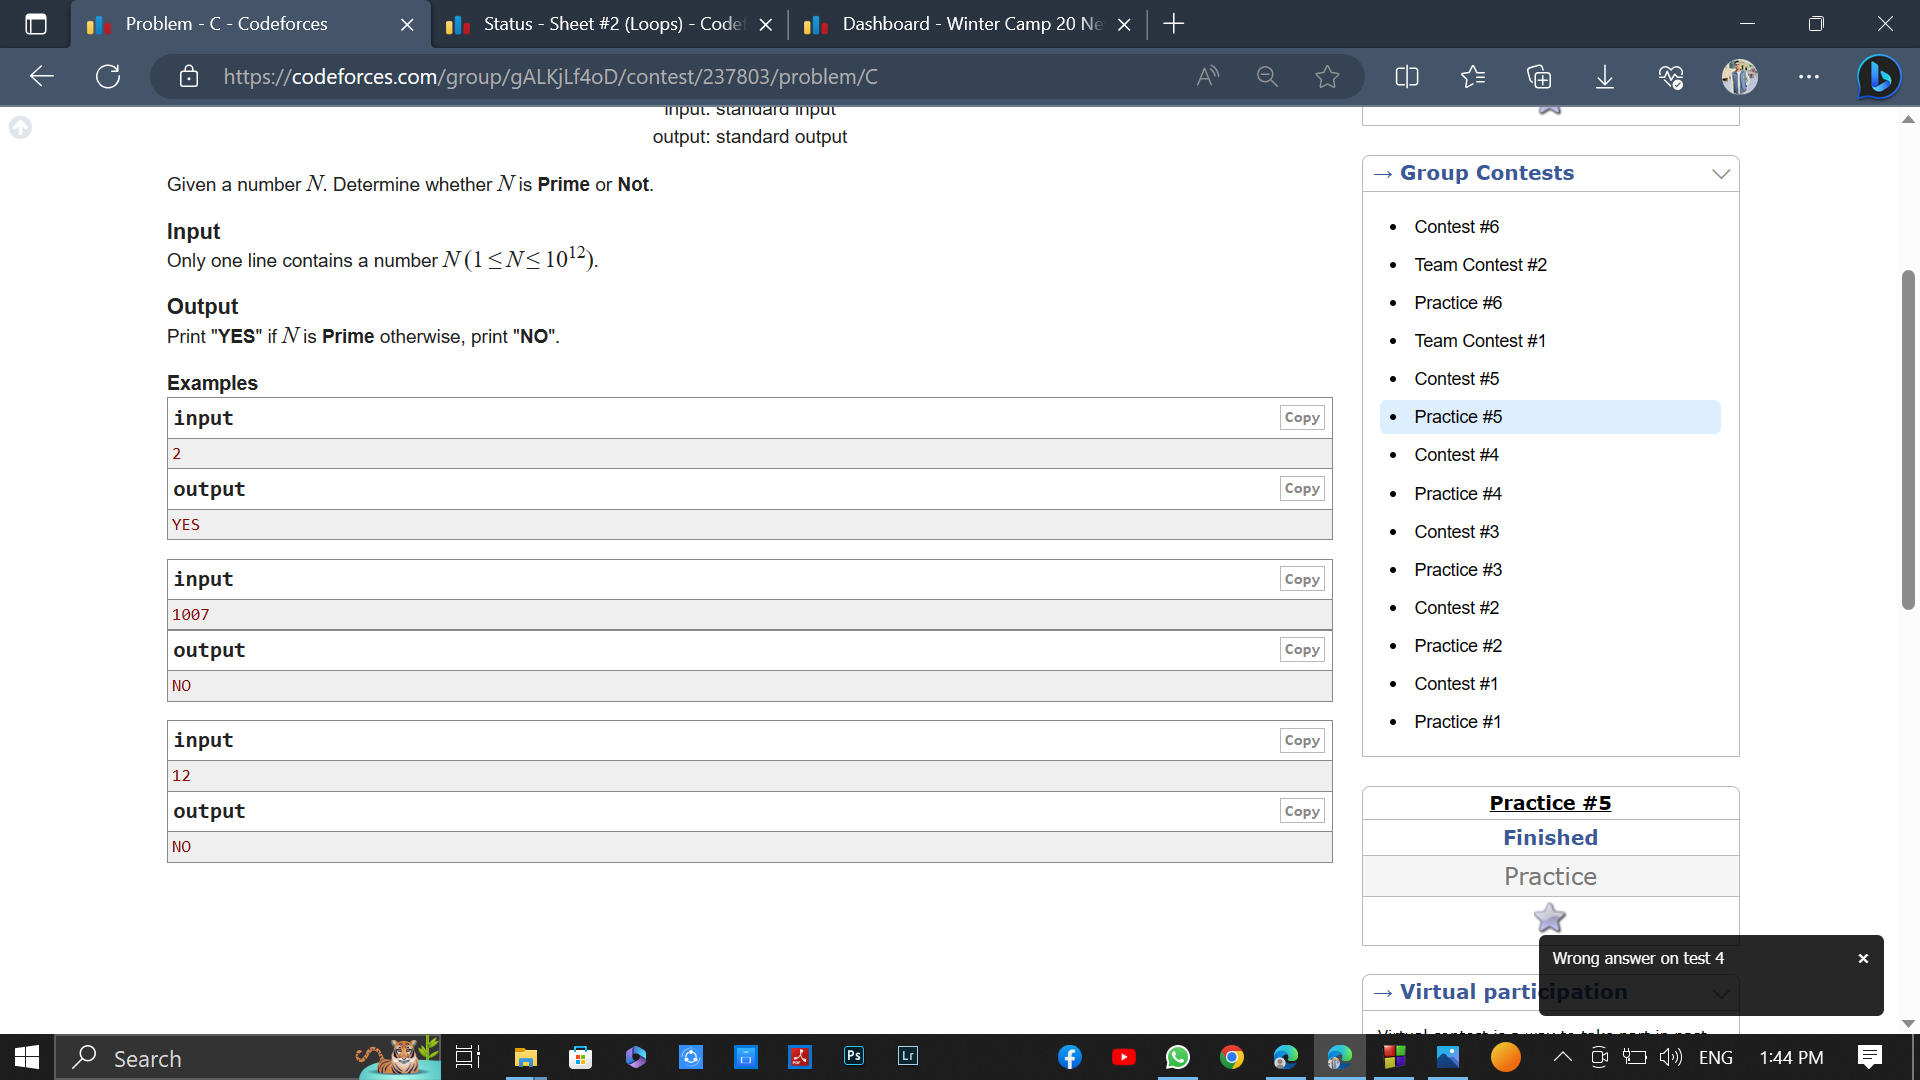 Problem - C - Codeforces
Status - Sheet #2 (Loops) - Codef
Dashboard - Winter Camp 20 Ne
https://codeforces.com/group/gALKjLf4oD/contest/237803/problem/C
input: standard input
output: standard output
Given a number N. Determine whether N is Prime or Not.
Input
Only one line contains a number N (1 ≤ N ≤ 10^12).
Output
Print "YES" if N is Prime otherwise, print "NO".
Examples
input
Copy
2
output
Copy
YES
input
Copy
1007
output
Copy
NO
input
Copy
12
output
Copy
NO
→ Group Contests
Contest #6
Team Contest #2
Practice #6
Team Contest #1
Contest #5
Practice #5
Contest #4
Practice #4
Contest #3
Practice #3
Contest #2
Practice #2
Contest #1
Practice #1
Practice #5
Finished
Practice
Wrong answer on test 4
→ Virtual participation
Search
Ps
Lr
ENG
1:44 PM